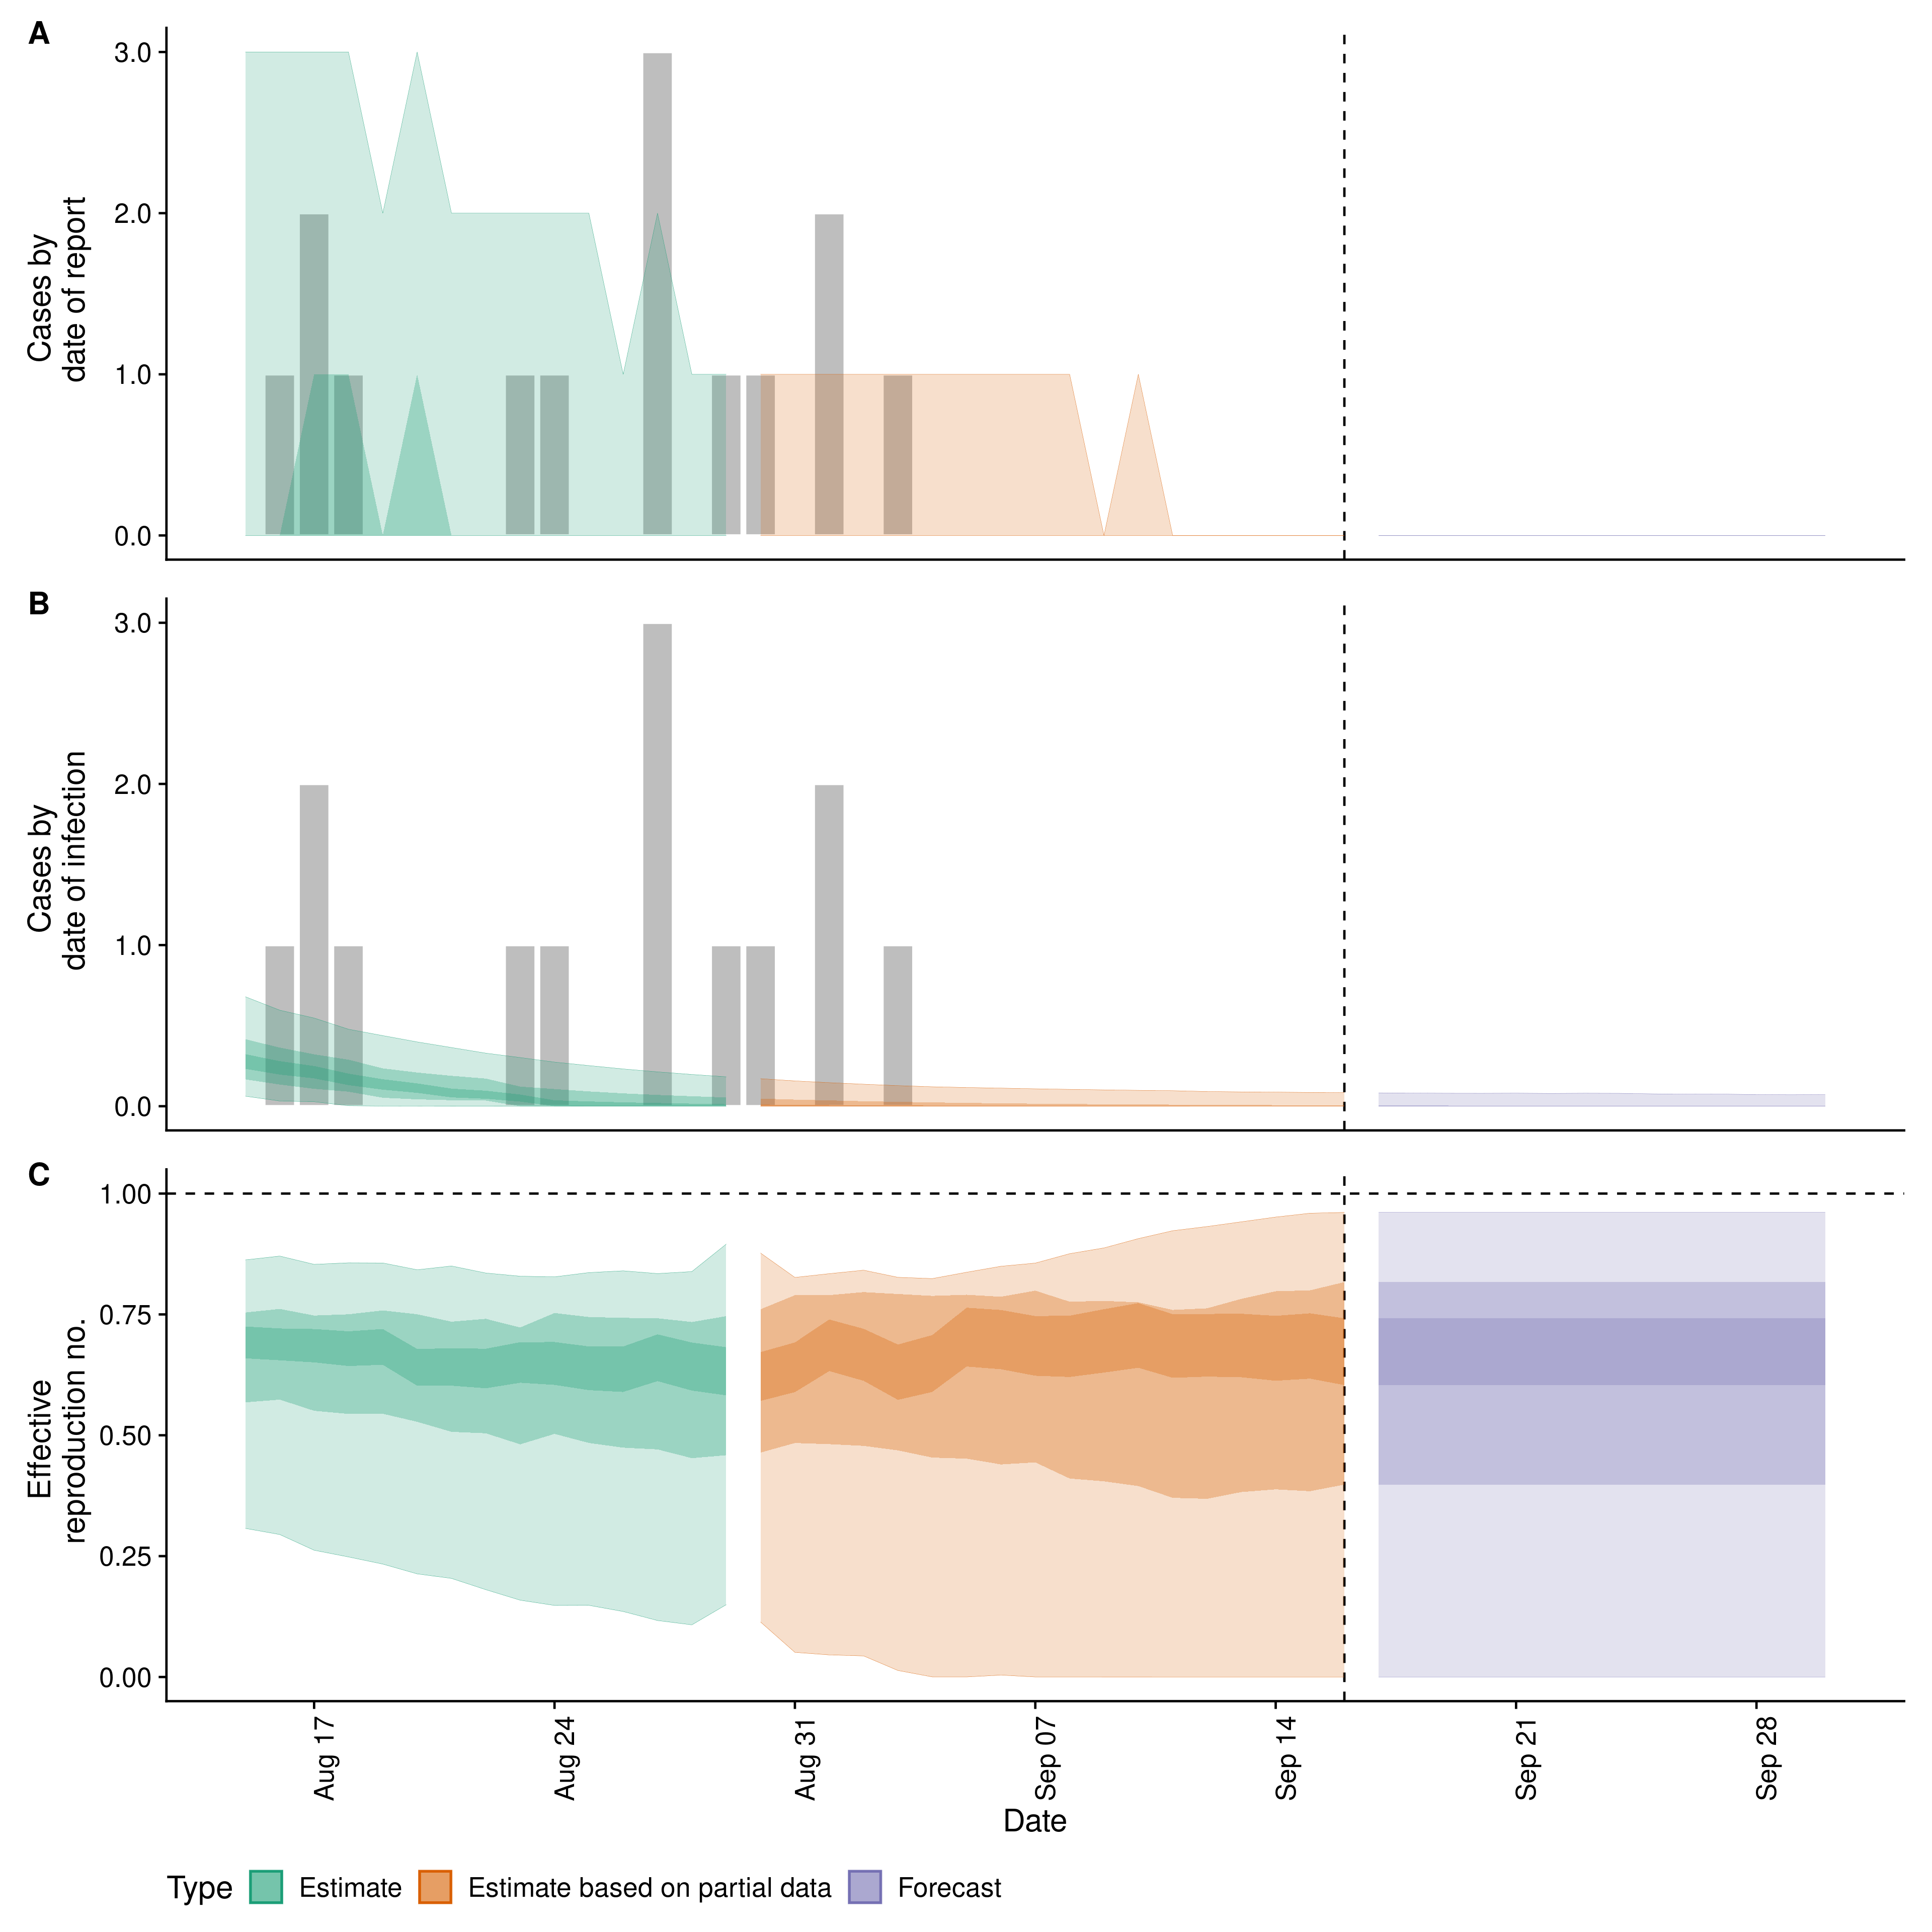 A
Cases by
date of report
3.0
2.0
1.0
0.0
B
Cases by
date of infection
3.0
2.0
1.0
0.0
C
Effective
reproduction no.
1.00
0.75
0.50
0.25
0.00
Aug 17
Aug 24
Aug 31
Sep 07
Sep 14
Sep 21
Sep 28
Date
Type Estimate Estimate based on partial data Forecast